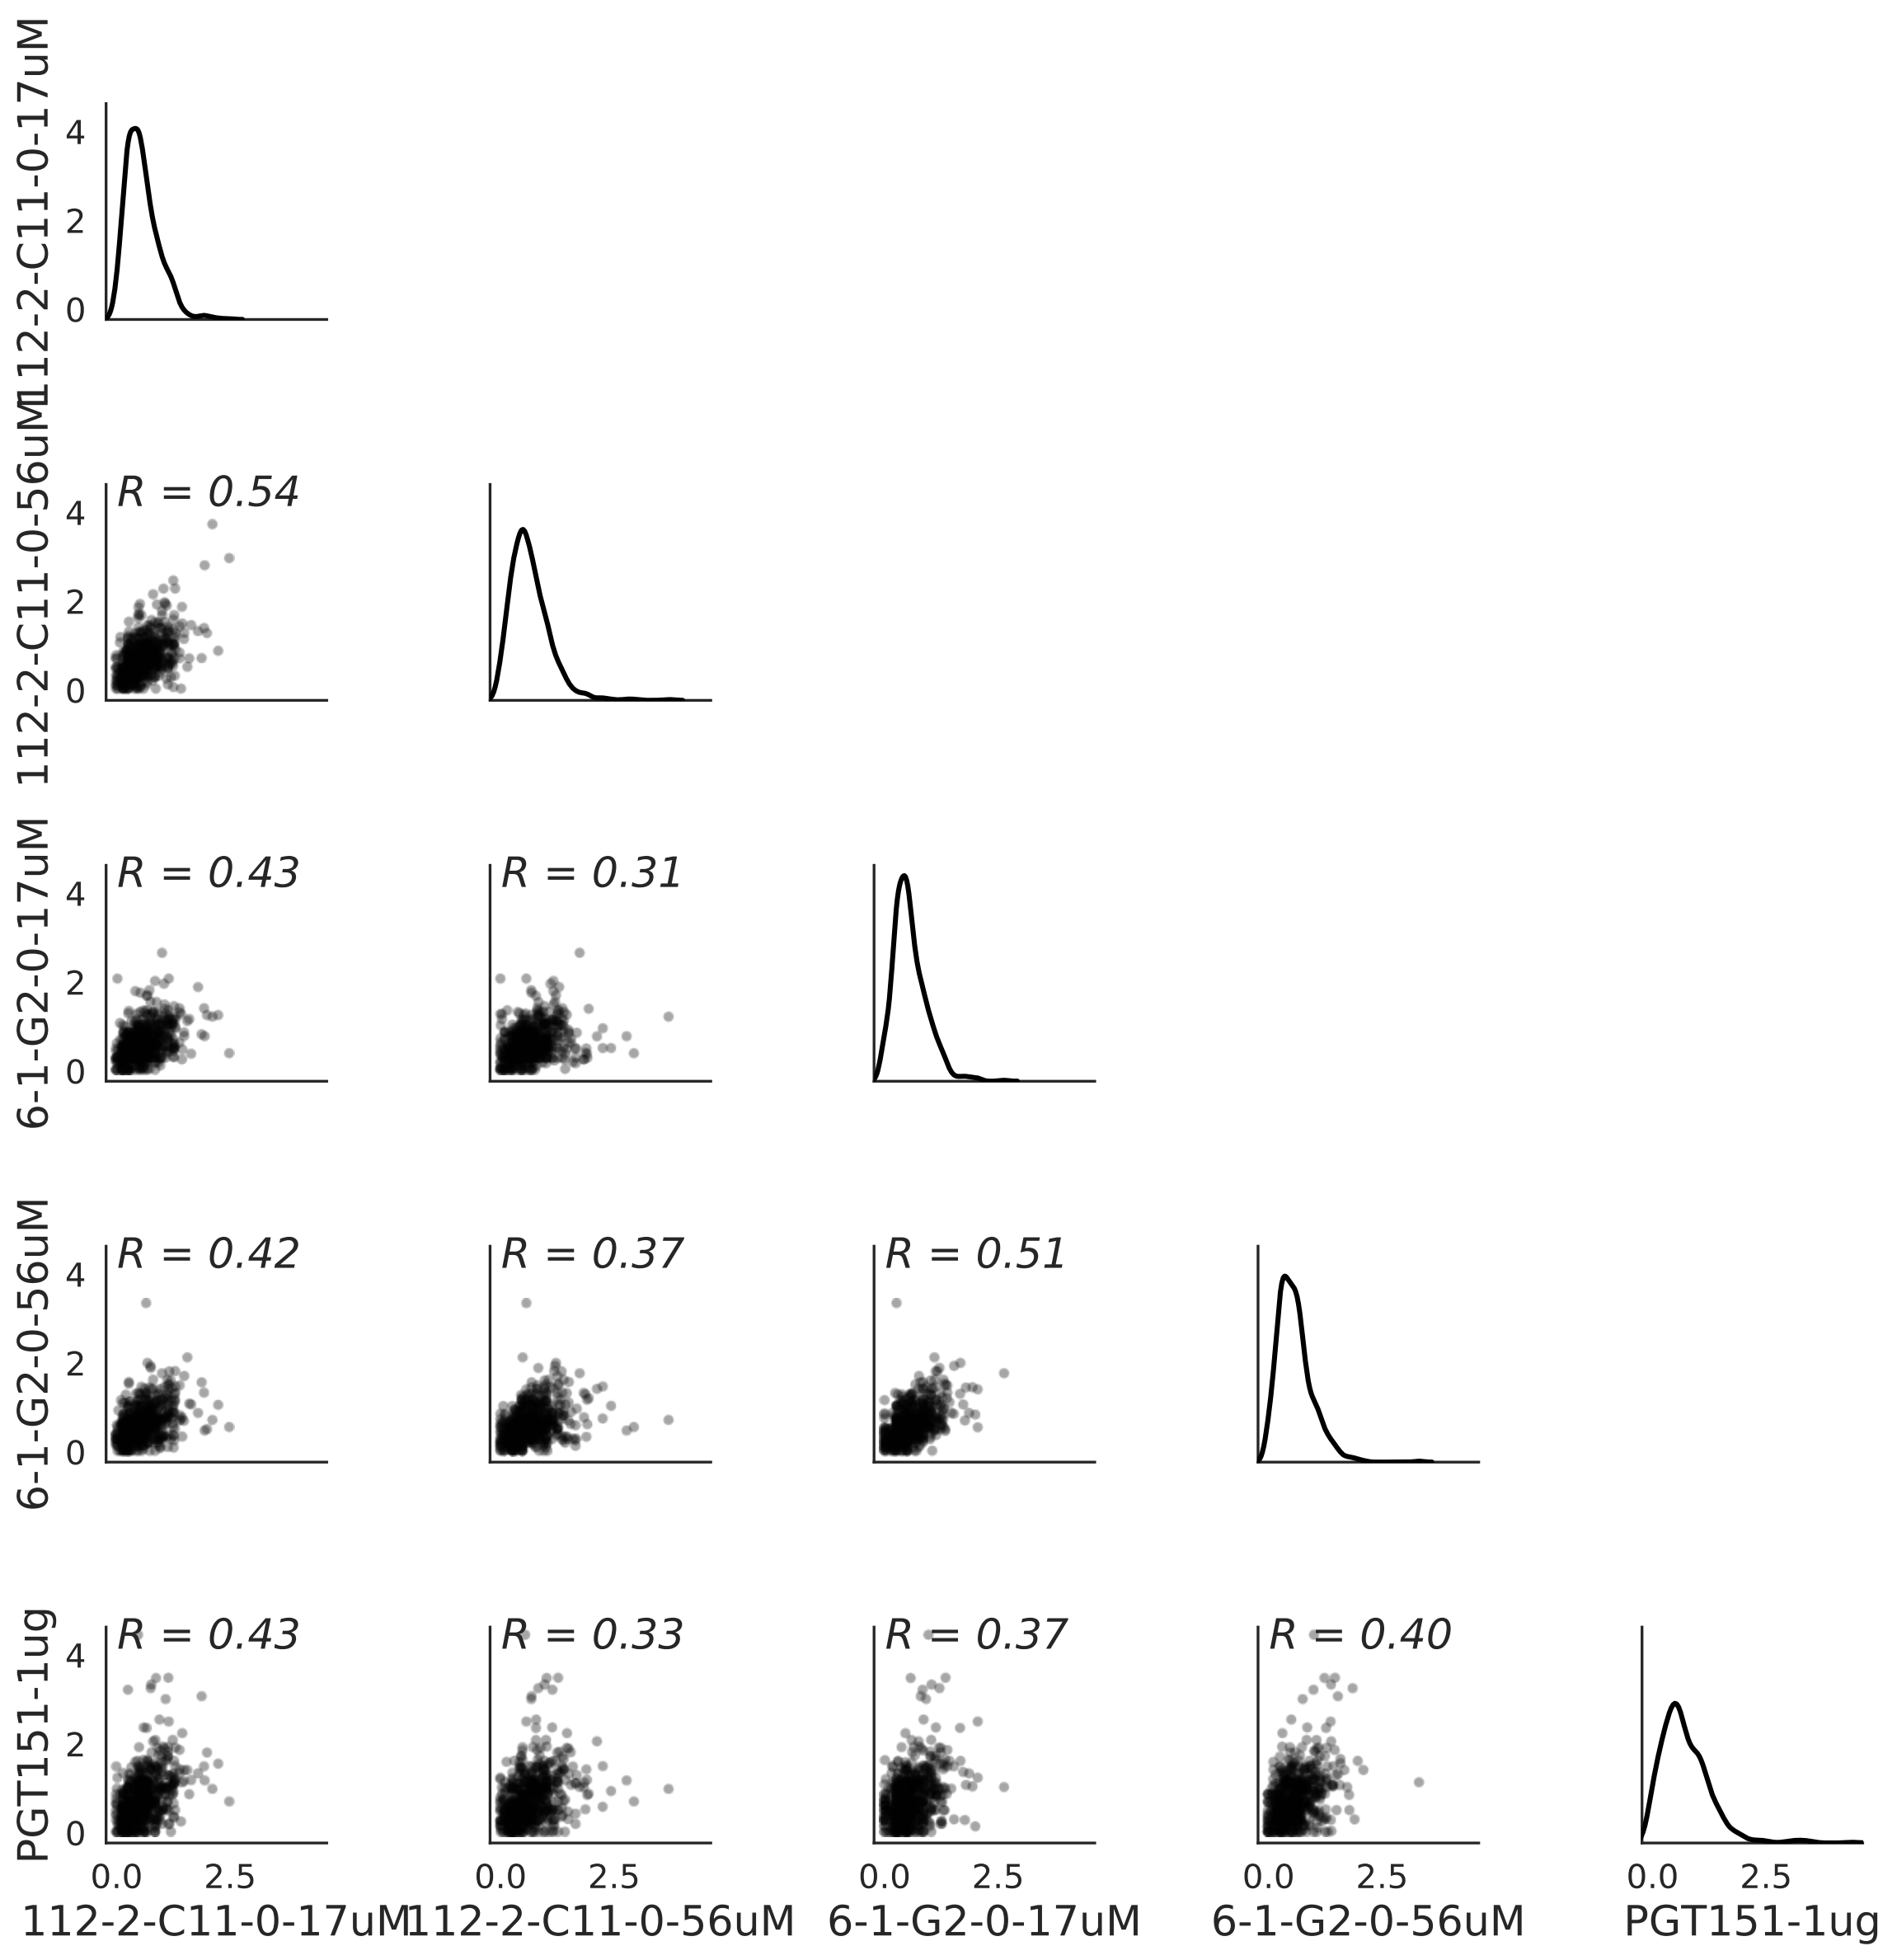 112-2-C11-0-17uM
4
2
0
112-2-C11-0-56uM
R = 0.54
4
2
0
6-1-G2-0-17uM
R = 0.43
R = 0.31
4
2
0
6-1-G2-0-56uM
R = 0.42
R = 0.37
R = 0.51
4
2
0
PGT151-1ug
R = 0.43
R = 0.33
R = 0.37
R = 0.40
4
2
0
0.0 2.5
0.0 2.5
0.0 2.5
0.0 2.5
0.0 2.5
112-2-C11-0-17uM
112-2-C11-0-56uM
6-1-G2-0-17uM
6-1-G2-0-56uM
PGT151-1ug